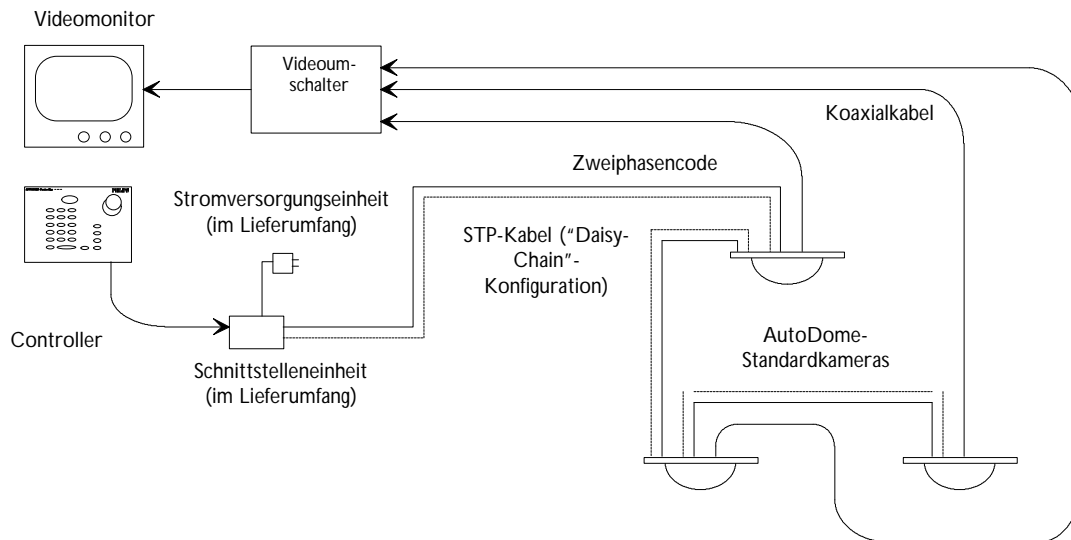 Videomonitor
Videoum-
schalter
Koaxialkabel
Zweiphasencode
Stromversorgungseinheit
(im Lieferumfang)
STP-Kabel ("Daisy-
Chain"-
Konfiguration)
Controller
Schnittstelleneinheit
(im Lieferumfang)
AutoDome-
Standardkameras